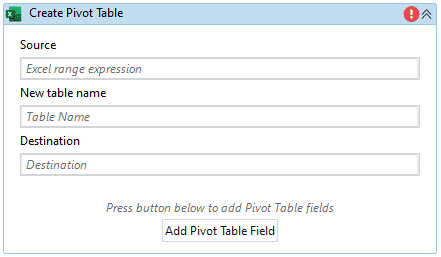 Create Pivot Table
Source
Excel range expression
New table name
Table Name
Destination
Destination
Press button below to add Pivot Table fields
Add Pivot Table Field